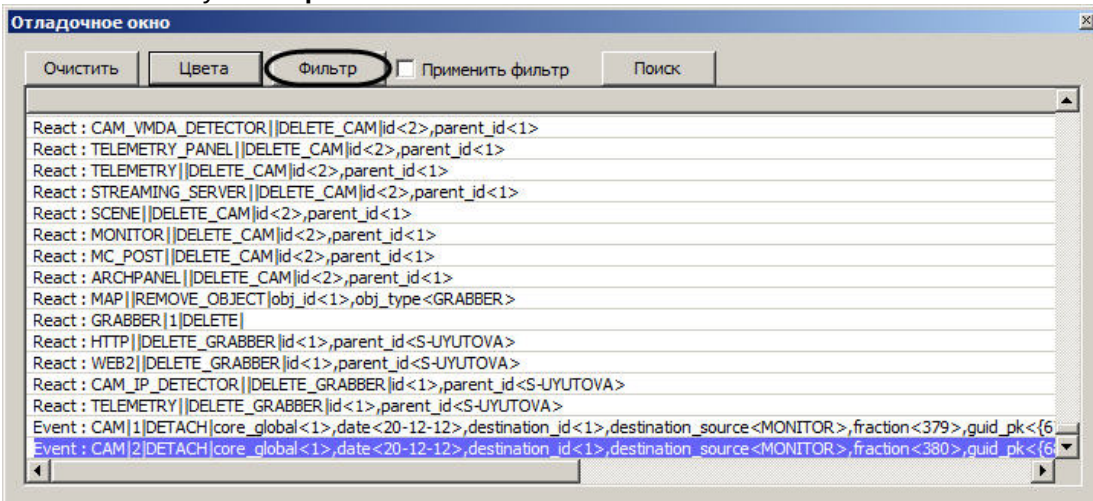 Отладочное окно
Очистить Цвета Фильтр Применить фильтр Поиск
React : CAM_VMDA_DETECTOR||DELETE_CAM|id<2>,parent_id<1>
React : TELEMETRY_PANEL||DELETE_CAM|id<2>,parent_id<1>
React : TELEMETRY||DELETE_CAM|id<2>,parent_id<1>
React : STREAMING_SERVER||DELETE_CAM|id<2>,parent_id<1>
React : SCENE||DELETE_CAM|id<2>,parent_id<1>
React : MONITOR||DELETE_CAM|id<2>,parent_id<1>
React : MC_POST||DELETE_CAM|id<2>,parent_id<1>
React : ARCHPANEL||DELETE_CAM|id<2>,parent_id<1>
React : MAP||REMOVE_OBJECT|obj_id<1>,obj_type<GRABBER>
React : GRABBER|1|DELETE|
React : HTTP||DELETE_GRABBER|id<1>,parent_id<S-UYUTOVA>
React : WEB2||DELETE_GRABBER|id<1>,parent_id<S-UYUTOVA>
React : CAM_IP_DETECTOR||DELETE_GRABBER|id<1>,parent_id<S-UYUTOVA>
React : TELEMETRY||DELETE_GRABBER|id<1>,parent_id<S-UYUTOVA>
Event : CAM|1|DETACH|core_global<1>,date<20-12-12>,destination_id<1>,destination_source<MONITOR>,fraction<379>,guid_pk<{6
Event : CAM|2|DETACH|core_global<1>,date<20-12-12>,destination_id<1>,destination_source<MONITOR>,fraction<380>,guid_pk<{6